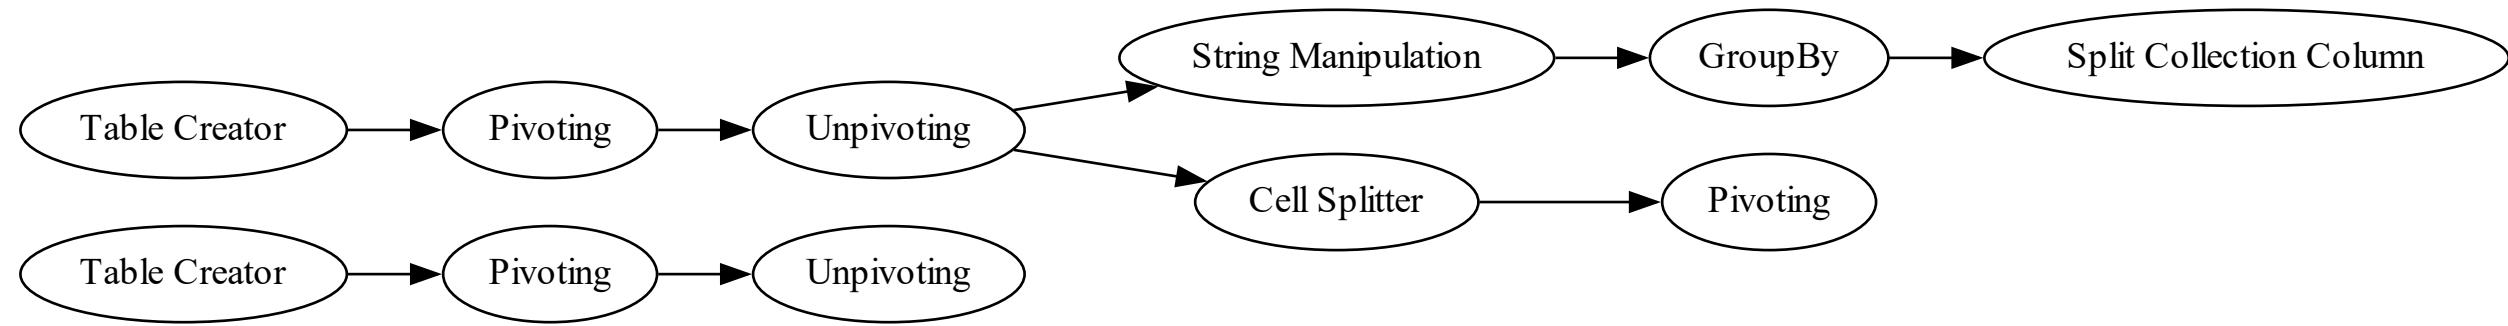 String Manipulation
GroupBy
Split Collection Column
Table Creator
Pivoting
Unpivoting
Cell Splitter
Pivoting
Table Creator
Pivoting
Unpivoting